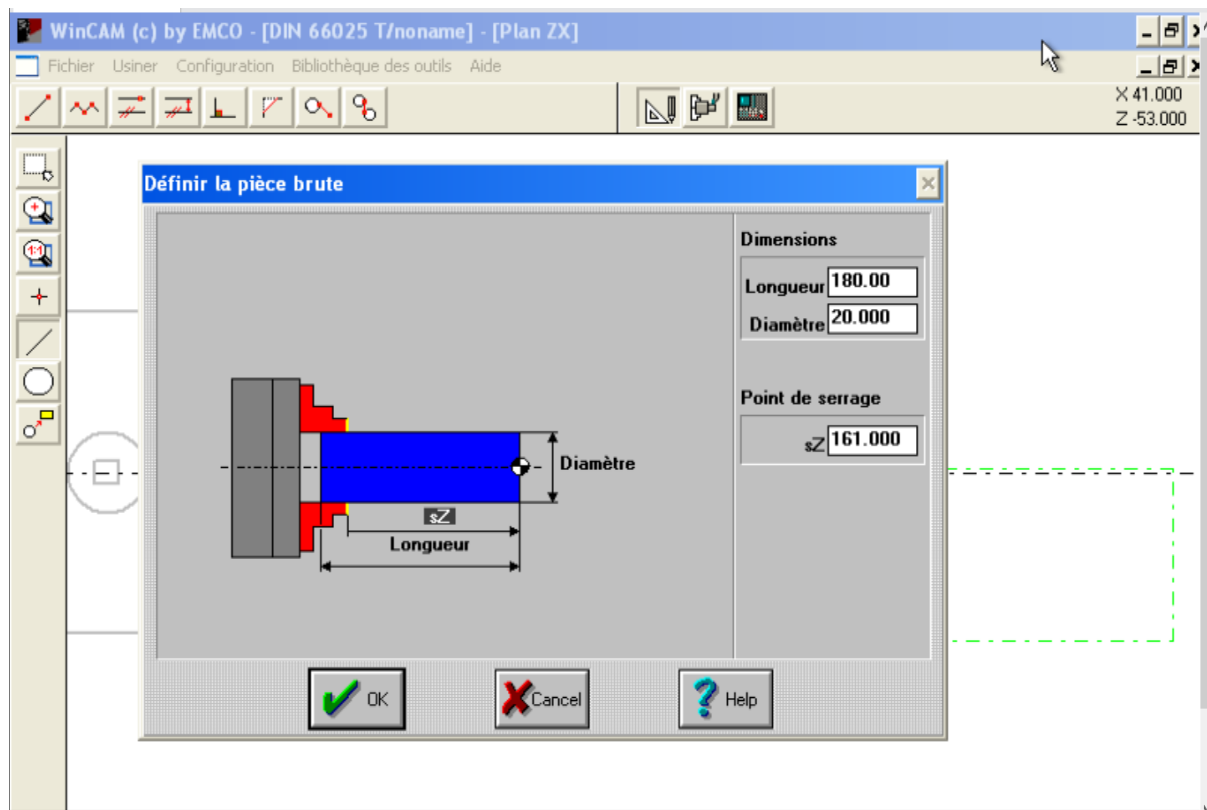 WinCAM (c) by EMCO - [DIN 66025 T/noname] - [Plan ZX]
Fichier Usiner Configuration Bibliothèque des outils Aide
X 41.000
Z -53.000
1:1
Définir la pièce brute
Dimensions
Longueur 180.00
Diamètre 20.000
Point de serrage
sZ 161.000
Diamètre
sZ
Longueur
OK
Cancel
Help